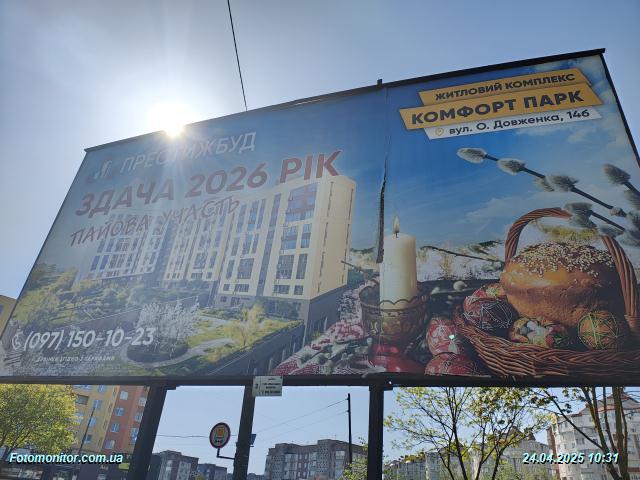 ЖИТЛОВИЙ КОМПЛЕКС
КОМФОРТ ПАРК
вул. О. Довженка, 146
ПРЕСТИЖБУД
ЗДАЧА 2026 РІК
ПАЙОВА УЧАСТЬ
(097) 150-10-23
Fotomonitor.com.ua
24.04.2025 10:31